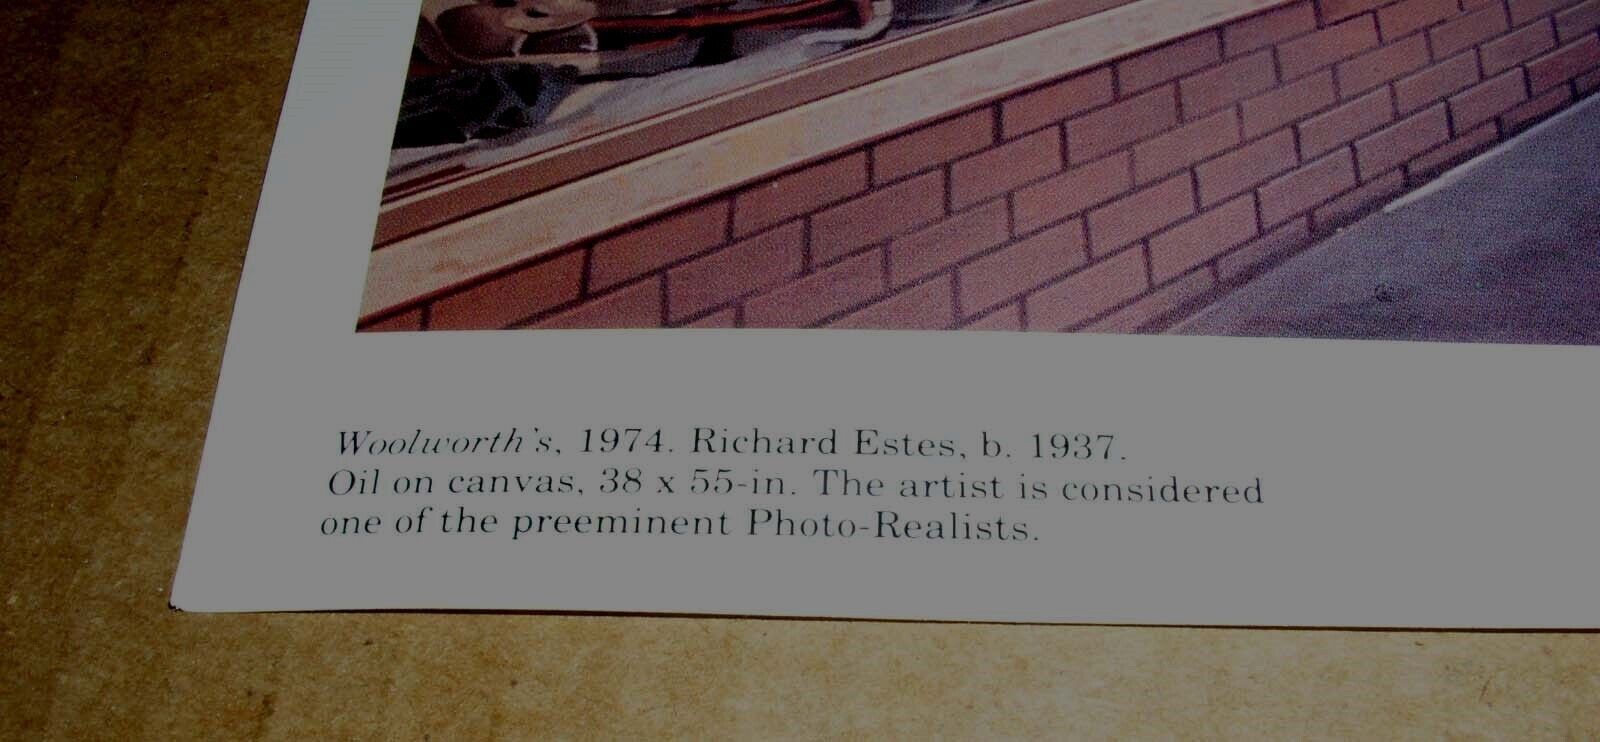 Woolworth's, 1974. Richard Estes, b. 1937.
Oil on canvas, 38 x 55-in. The artist is considered
one of the preeminent Photo-Realists.